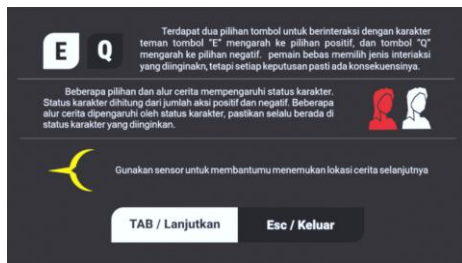 E Q
Terdapat dua pilihan tombol untuk berinteraksi dengan karakter
teman tombol "E" mengarah ke pilihan positif, dan tombol "Q"
mengarah ke pilihan negatif. pemain bebas memilih jenis interiaksi
yang diinginakn, tetapi setiap keputusan pasti ada konsekuensinya.
Beberapa pilihan dan alur cerita mempengaruhi status karakter.
Status karakter dihitung dari jumlah aksi positif dan negatif. Beberapa
alur cerita dipengaruhi oleh status karakter, pastikan selalu berada di
status karakter yang diinginkan.
Gunakan sensor untuk membantumu menemukan lokasi cerita selanjutnya
TAB / Lanjutkan
Esc / Keluar